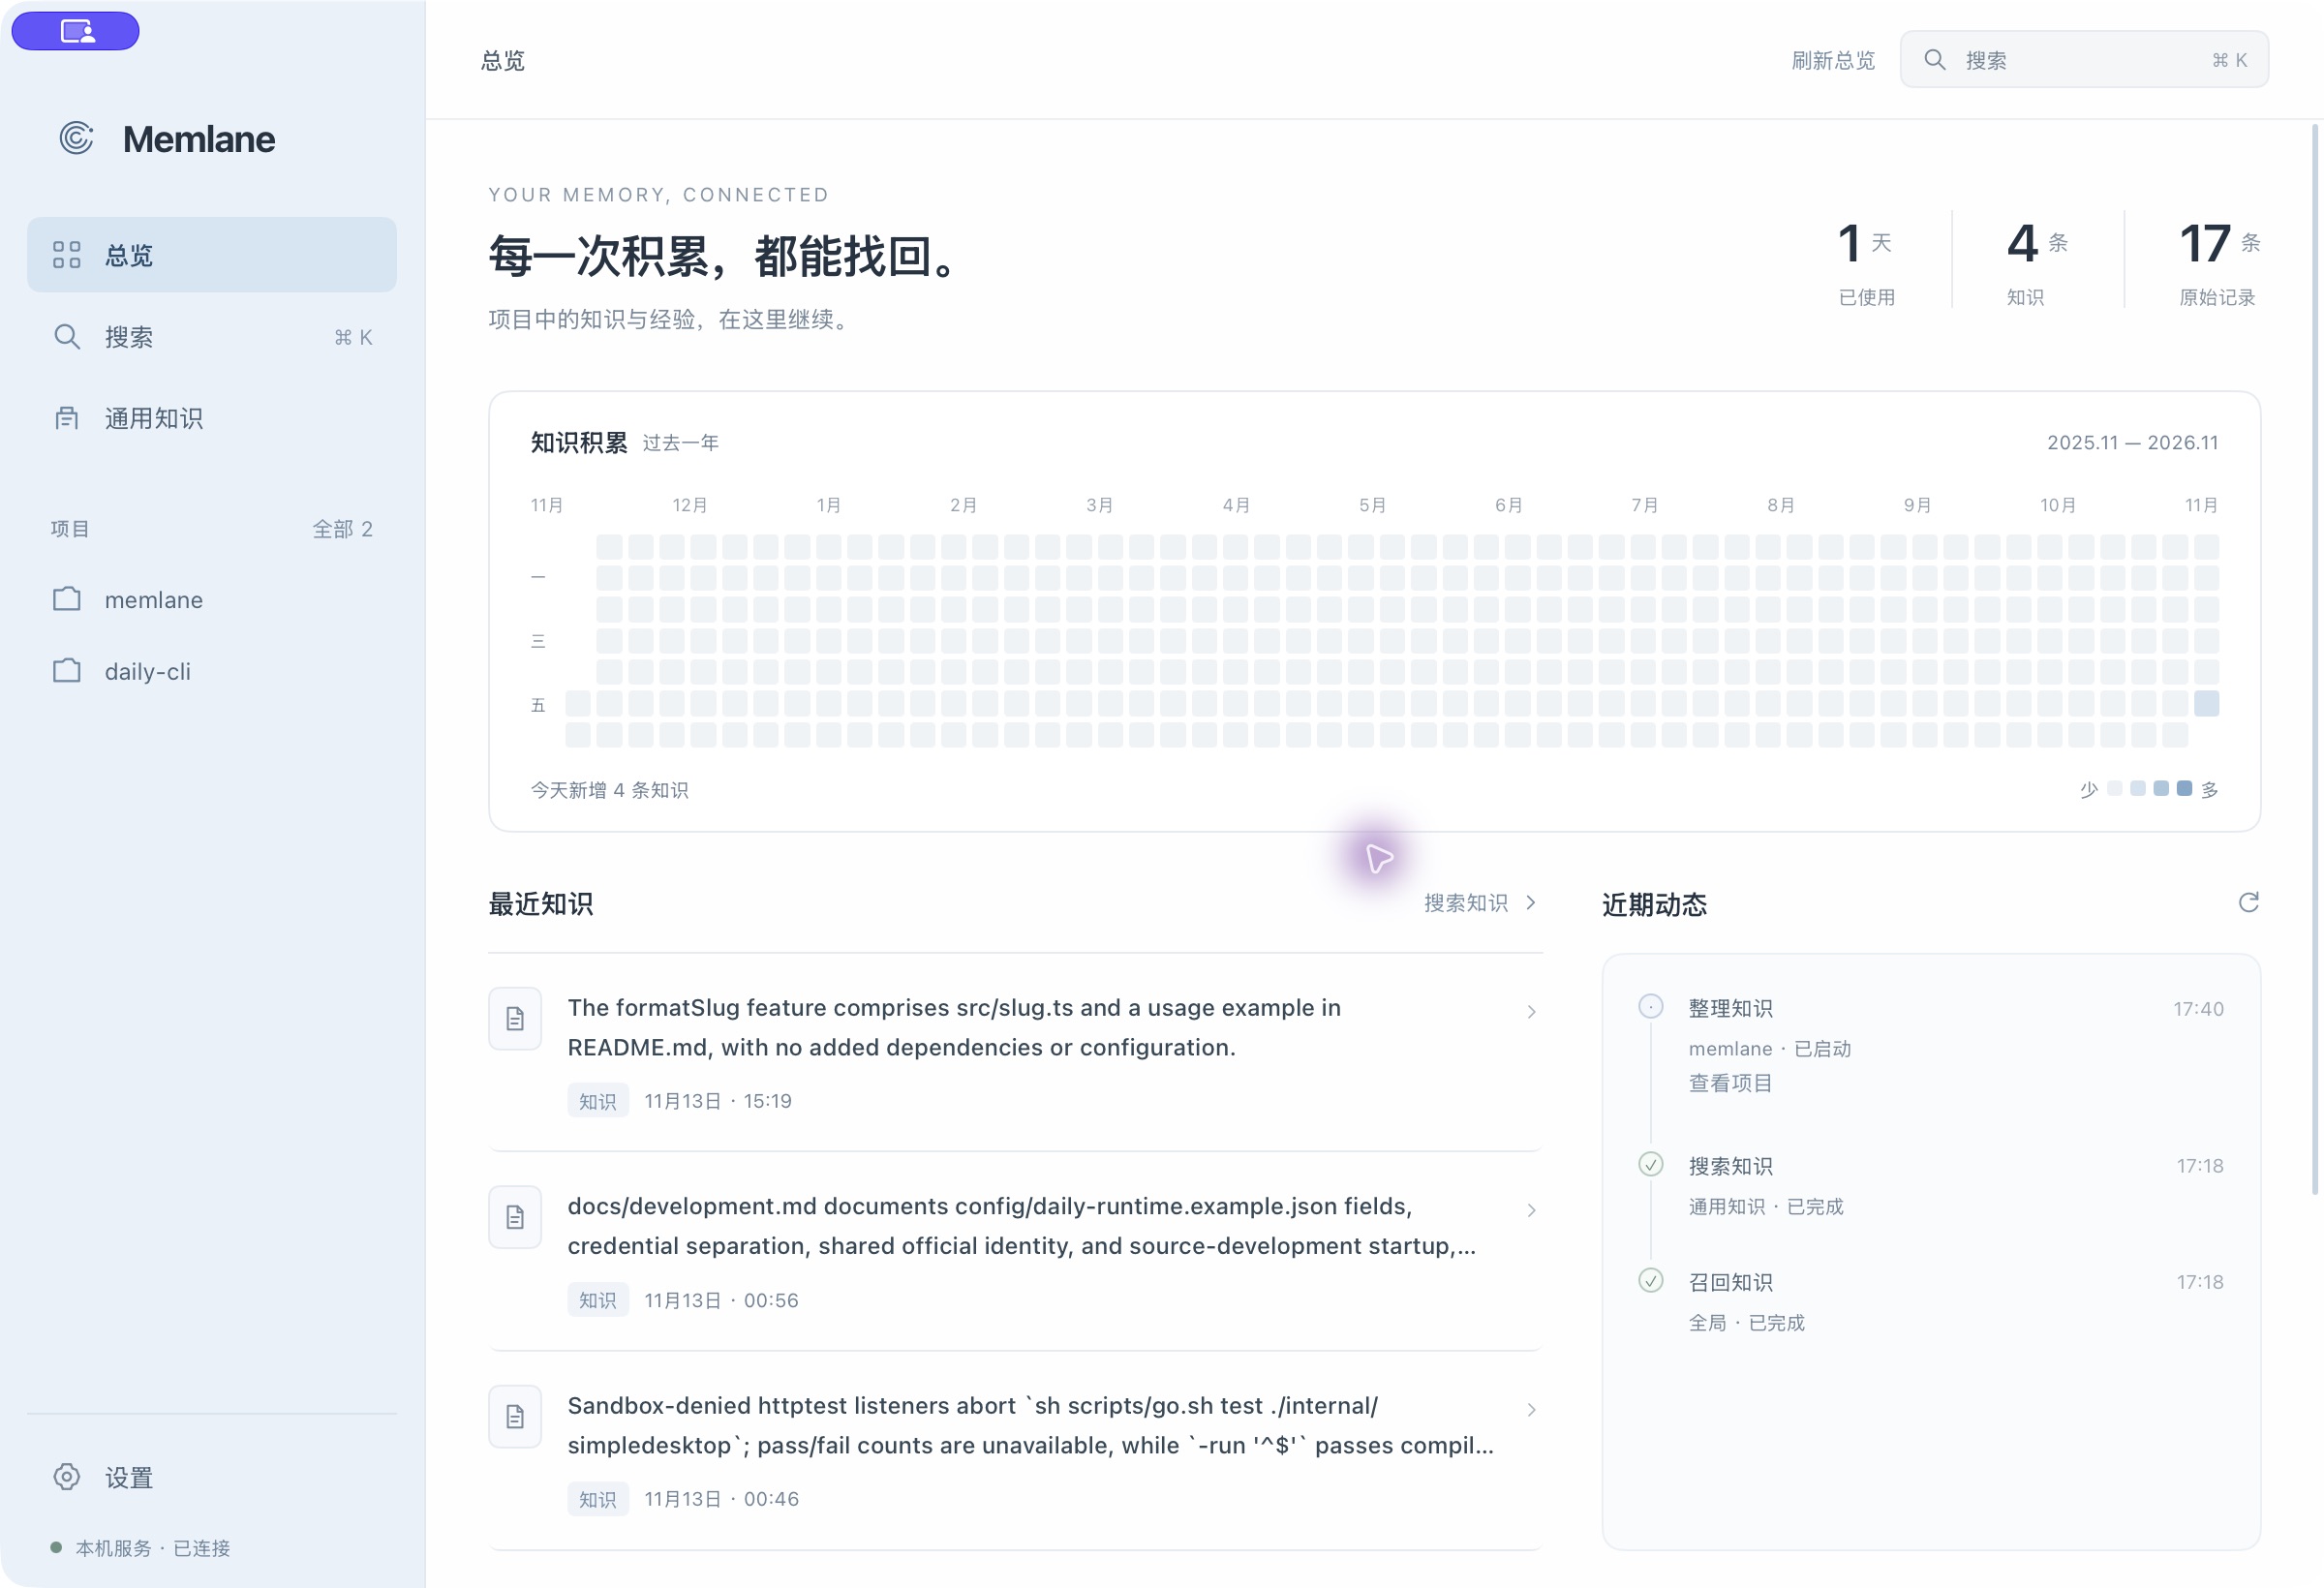 Memlane
总览
搜索
⌘ K
通用知识
项目
全部 2
memlane
daily-cli
设置
本机服务 · 已连接
总览
刷新总览
搜索
⌘ K
YOUR MEMORY, CONNECTED
每一次积累，都能找回。
项目中的知识与经验，在这里继续。
1 天
已使用
4 条
知识
17 条
原始记录
知识积累 过去一年
2025.11 — 2026.11
11月 12月 1月 2月 3月 4月 5月 6月 7月 8月 9月 10月 11月
一
三
五
今天新增 4 条知识
少 多
最近知识
搜索知识
The formatSlug feature comprises src/slug.ts and a usage example in
README.md, with no added dependencies or configuration.
知识 11月13日 · 15:19
docs/development.md documents config/daily-runtime.example.json fields,
credential separation, shared official identity, and source-development startup,...
知识 11月13日 · 00:56
Sandbox-denied httptest listeners abort `sh scripts/go.sh test ./internal/
simpledesktop`; pass/fail counts are unavailable, while `-run '^$'` passes compil...
知识 11月13日 · 00:46
近期动态
整理知识 17:40
memlane · 已启动
查看项目
搜索知识 17:18
通用知识 · 已完成
召回知识 17:18
全局 · 已完成